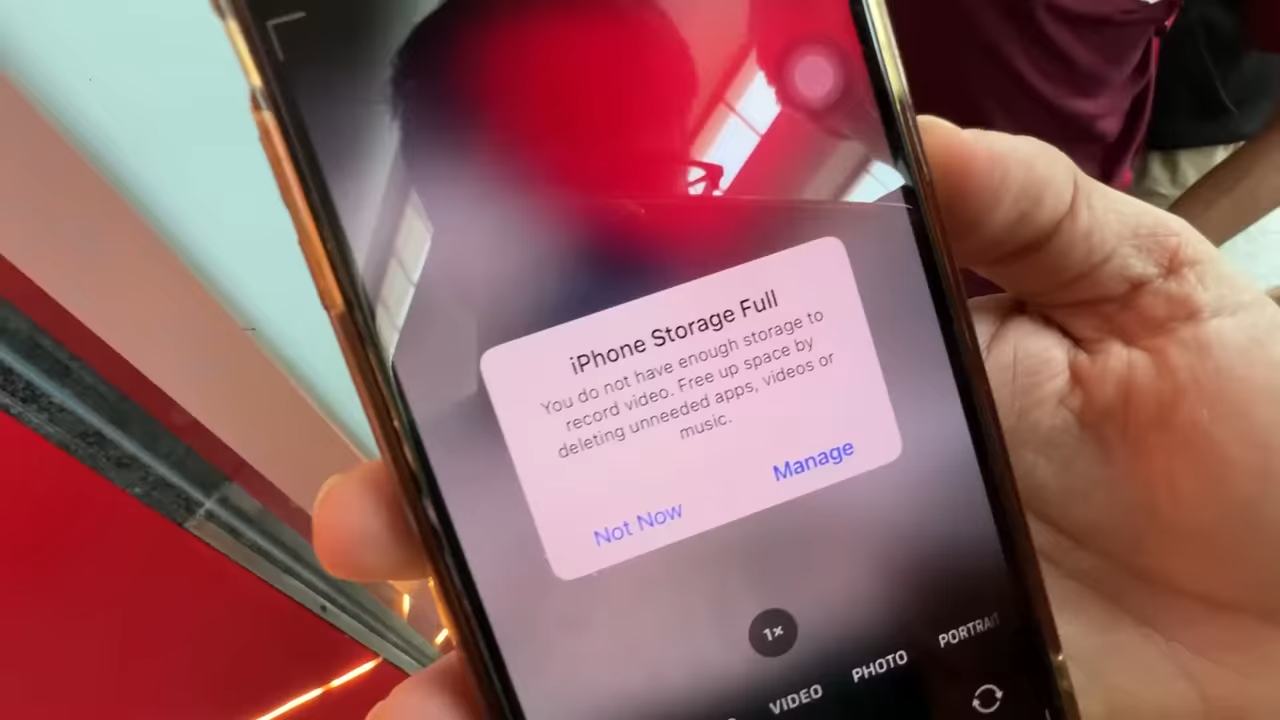 iPhone Storage Full
You do not have enough storage to
record video. Free up space by
deleting unneeded apps, videos or
music.
Not Now
Manage
1×
VIDEO
PHOTO